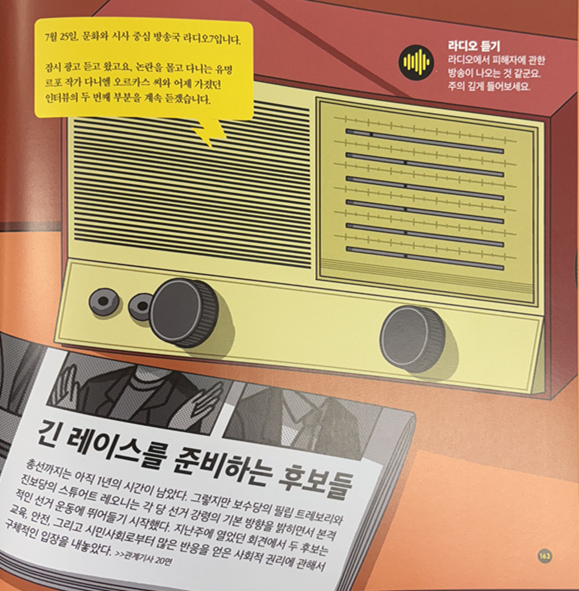 7월 25일, 문화와 시사 중심 방송국 라디오7입니다.
잠시 광고 듣고 왔고요, 논란을 몰고 다니는 유명
르포 작가 다니엘 오르카스 씨와 어제 가졌던
인터뷰의 두 번째 부분을 계속 듣겠습니다.
라디오 듣기
라디오에서 피해자에 관한
방송이 나오는 것 같군요.
주의 깊게 들어보세요.
긴 레이스를 준비하는 후보들
총선까지는 아직 1년의 시간이 남았다. 그렇지만 보수당의 필립 트레보리와
진보당의 스튜어트 레오니는 각 당 선거 강령의 기본 방향을 밝히면서 본격
적인 선거 운동에 뛰어들기 시작했다. 지난주에 열었던 회견에서 두 후보는
교육, 안전, 그리고 시민사회로부터 많은 반응을 얻은 사회적 권리에 관해서
구체적인 입장을 내놓았다. >>관계기사 20면
163